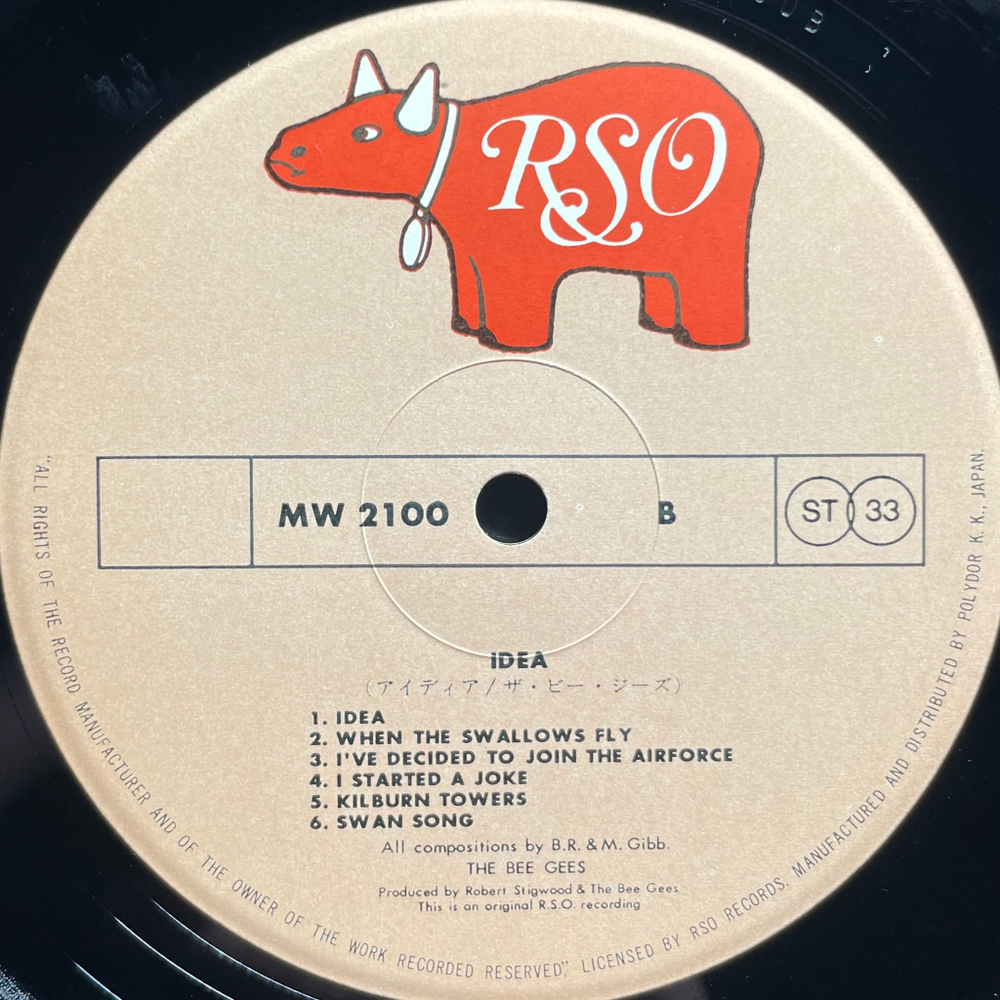 RSO
MW 2100
B
ST 33
IDEA
(アイディア/ザ・ビー・ジーズ)
1. IDEA
2. WHEN THE SWALLOWS FLY
3. I'VE DECIDED TO JOIN THE AIRFORCE
4. I STARTED A JOKE
5. KILBURN TOWERS
6. SWAN SONG
All compositions by B.R. & M. Gibb.
THE BEE GEES
Produced by Robert Stigwood & The Bee Gees
This is an original R.S.O. recording
"ALL RIGHTS OF THE RECORD MANUFACTURER AND OF THE OWNER OF THE WORK RECORDED RESERVED" LICENSED BY RSO RECORDS. MANUFACTURED AND DISTRIBUTED BY POLYDOR K. K., JAPAN.